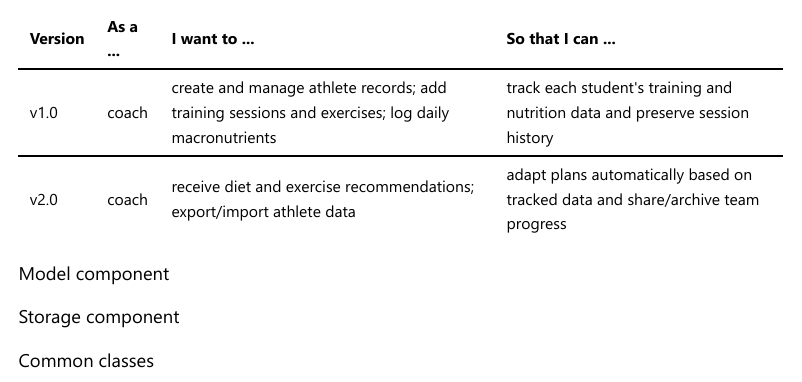 Version As a ... I want to ... So that I can ...
v1.0 coach create and manage athlete records; add training sessions and exercises; log daily macronutrients track each student's training and nutrition data and preserve session history
v2.0 coach receive diet and exercise recommendations; export/import athlete data adapt plans automatically based on tracked data and share/archive team progress
Model component
Storage component
Common classes